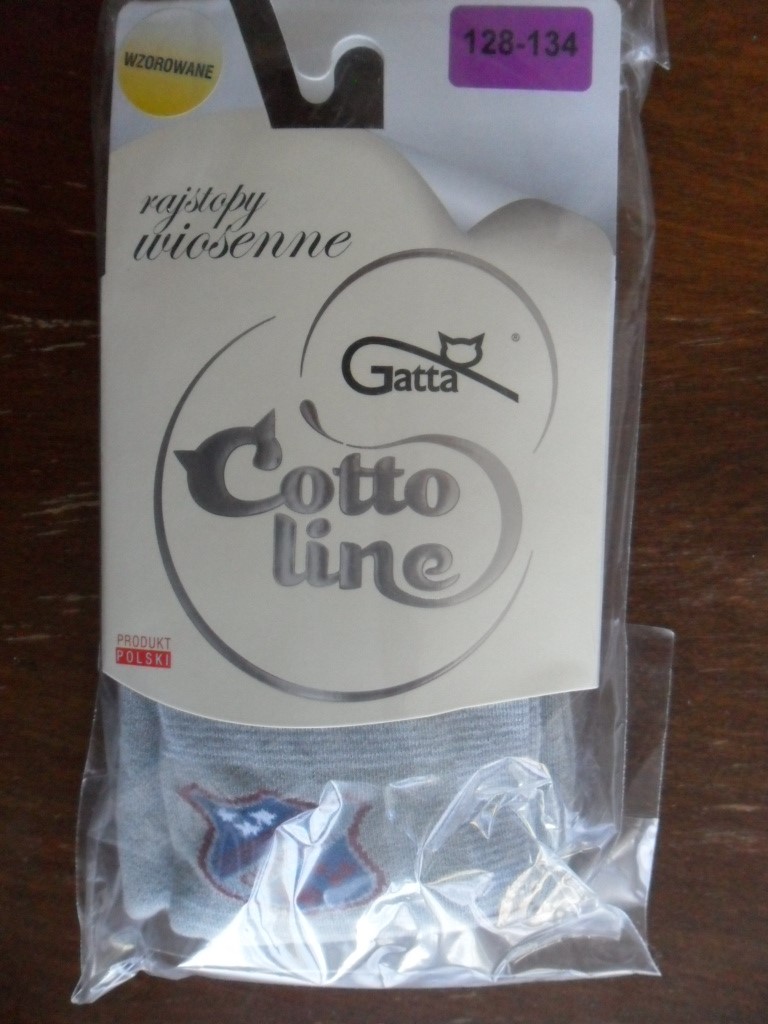 WZOROWANE
128-134
rajstopy
wiosenne
Gatta®
Cotto
line
PRODUKT
POLSKI